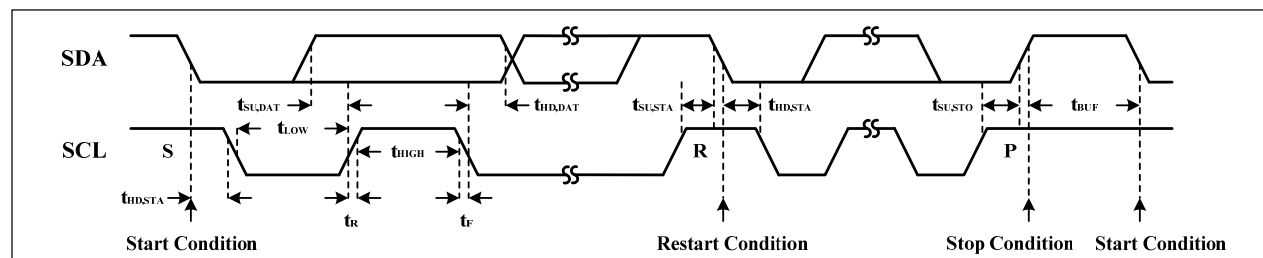 SDA
tSU,DAT tHD,DAT tSU,STA tHD,STA tSU,STO tBUF
tLOW
SCL S tHIGH R P
tHD,STA
tR tF
Start Condition Restart Condition Stop Condition Start Condition